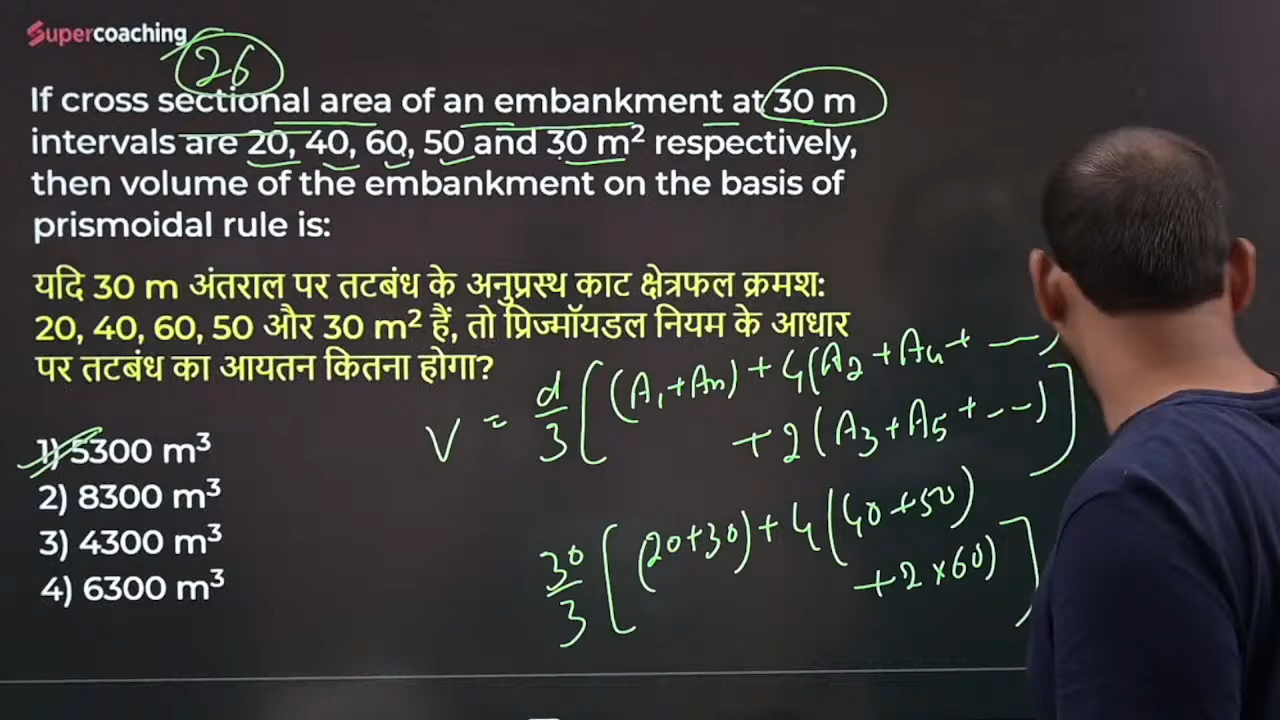 Supercoaching
26
If cross sectional area of an embankment at 30 m
intervals are 20, 40, 60, 50 and 30 m² respectively,
then volume of the embankment on the basis of
prismoidal rule is:
यदि 30 m अंतराल पर तटबंध के अनुप्रस्थ काट क्षेत्रफल क्रमश:
20, 40, 60, 50 और 30 m² हैं, तो प्रिज्मॉयडल नियम के आधार
पर तटबंध का आयतन कितना होगा?
V = d/3 [(A₁+Aₙ) + 4(A₂+A₄+ ---)
+2(A₃+A₅+---)]
1) 5300 m³
2) 8300 m³
3) 4300 m³
4) 6300 m³
30/3 [(20+30)+4(40+50)
+2×60)]